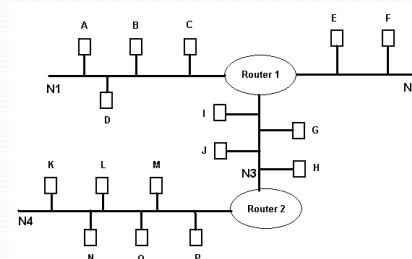 A B C E F
Router 1
N1 N
D I G
J
K L M N3 H
N4 Router 2
N O P